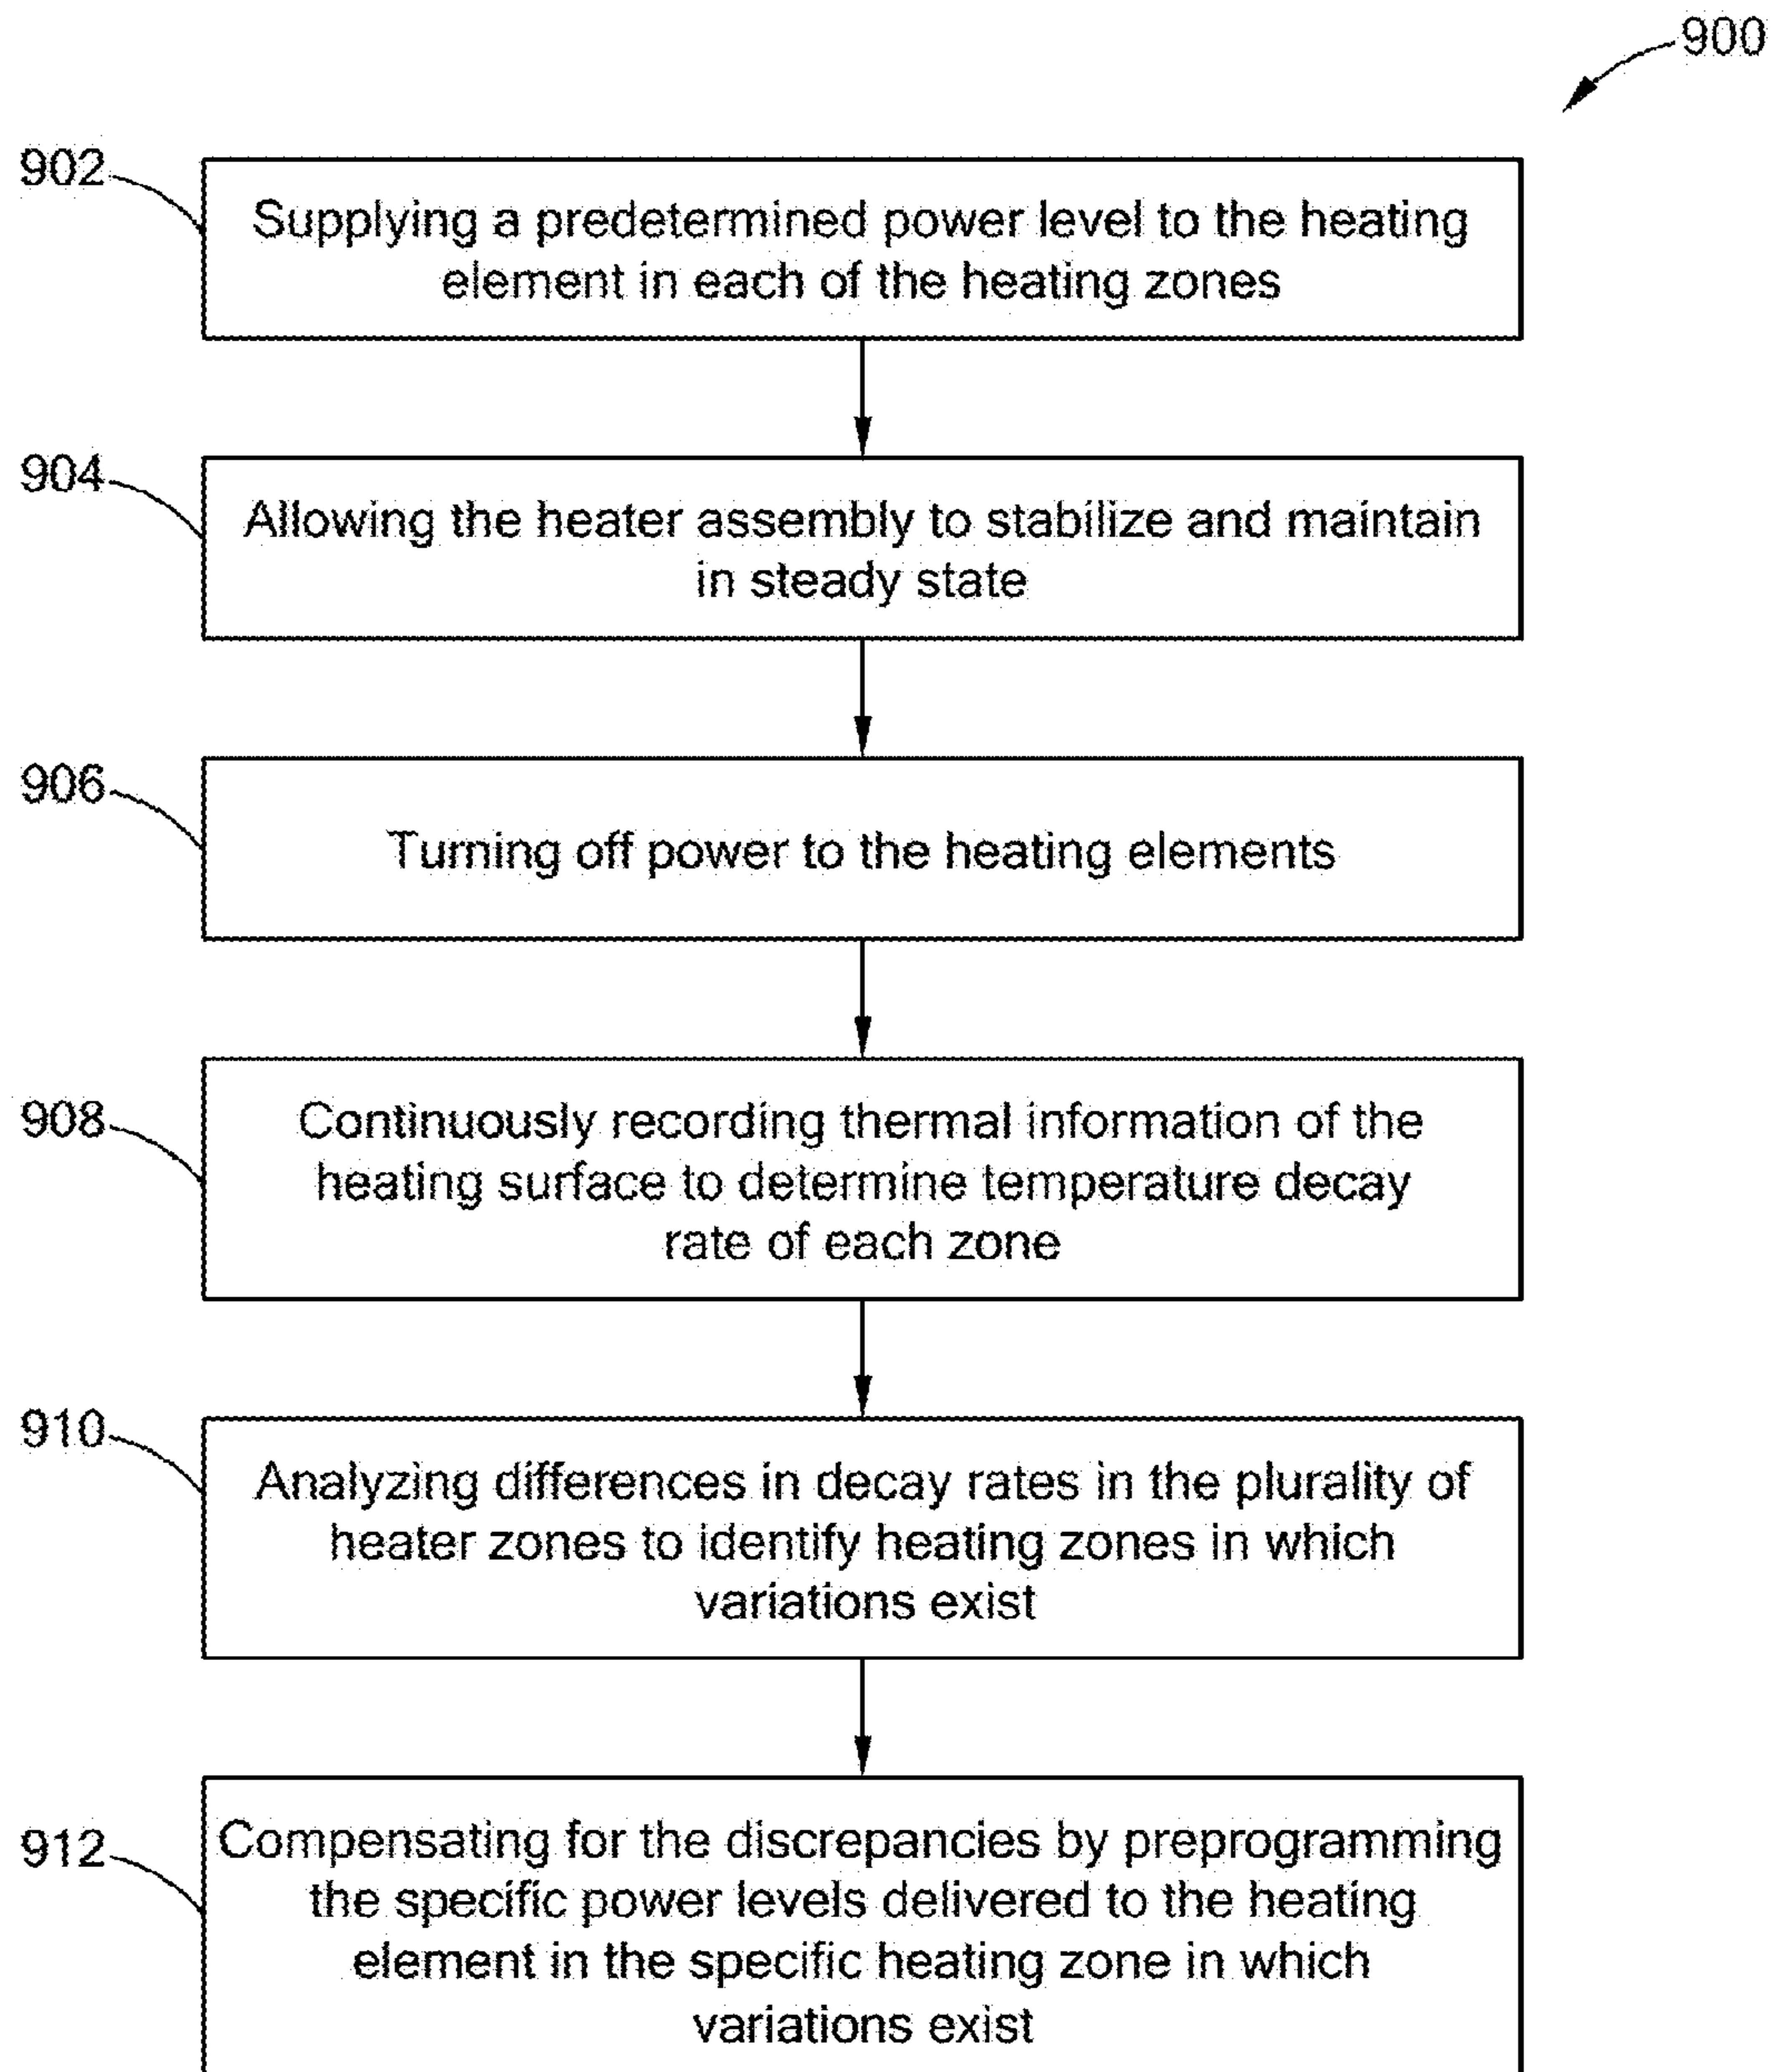 900
902
Supplying a predetermined power level to the heating
element in each of the heating zones
904
Allowing the heater assembly to stabilize and maintain
in steady state
906
Turning off power to the heating elements
908
Continuously recording thermal information of the
heating surface to determine temperature decay
rate of each zone
910
Analyzing differences in decay rates in the plurality of
heater zones to identify heating zones in which
variations exist
912
Compensating for the discrepancies by preprogramming
the specific power levels delivered to the heating
element in the specific heating zone in which
variations exist